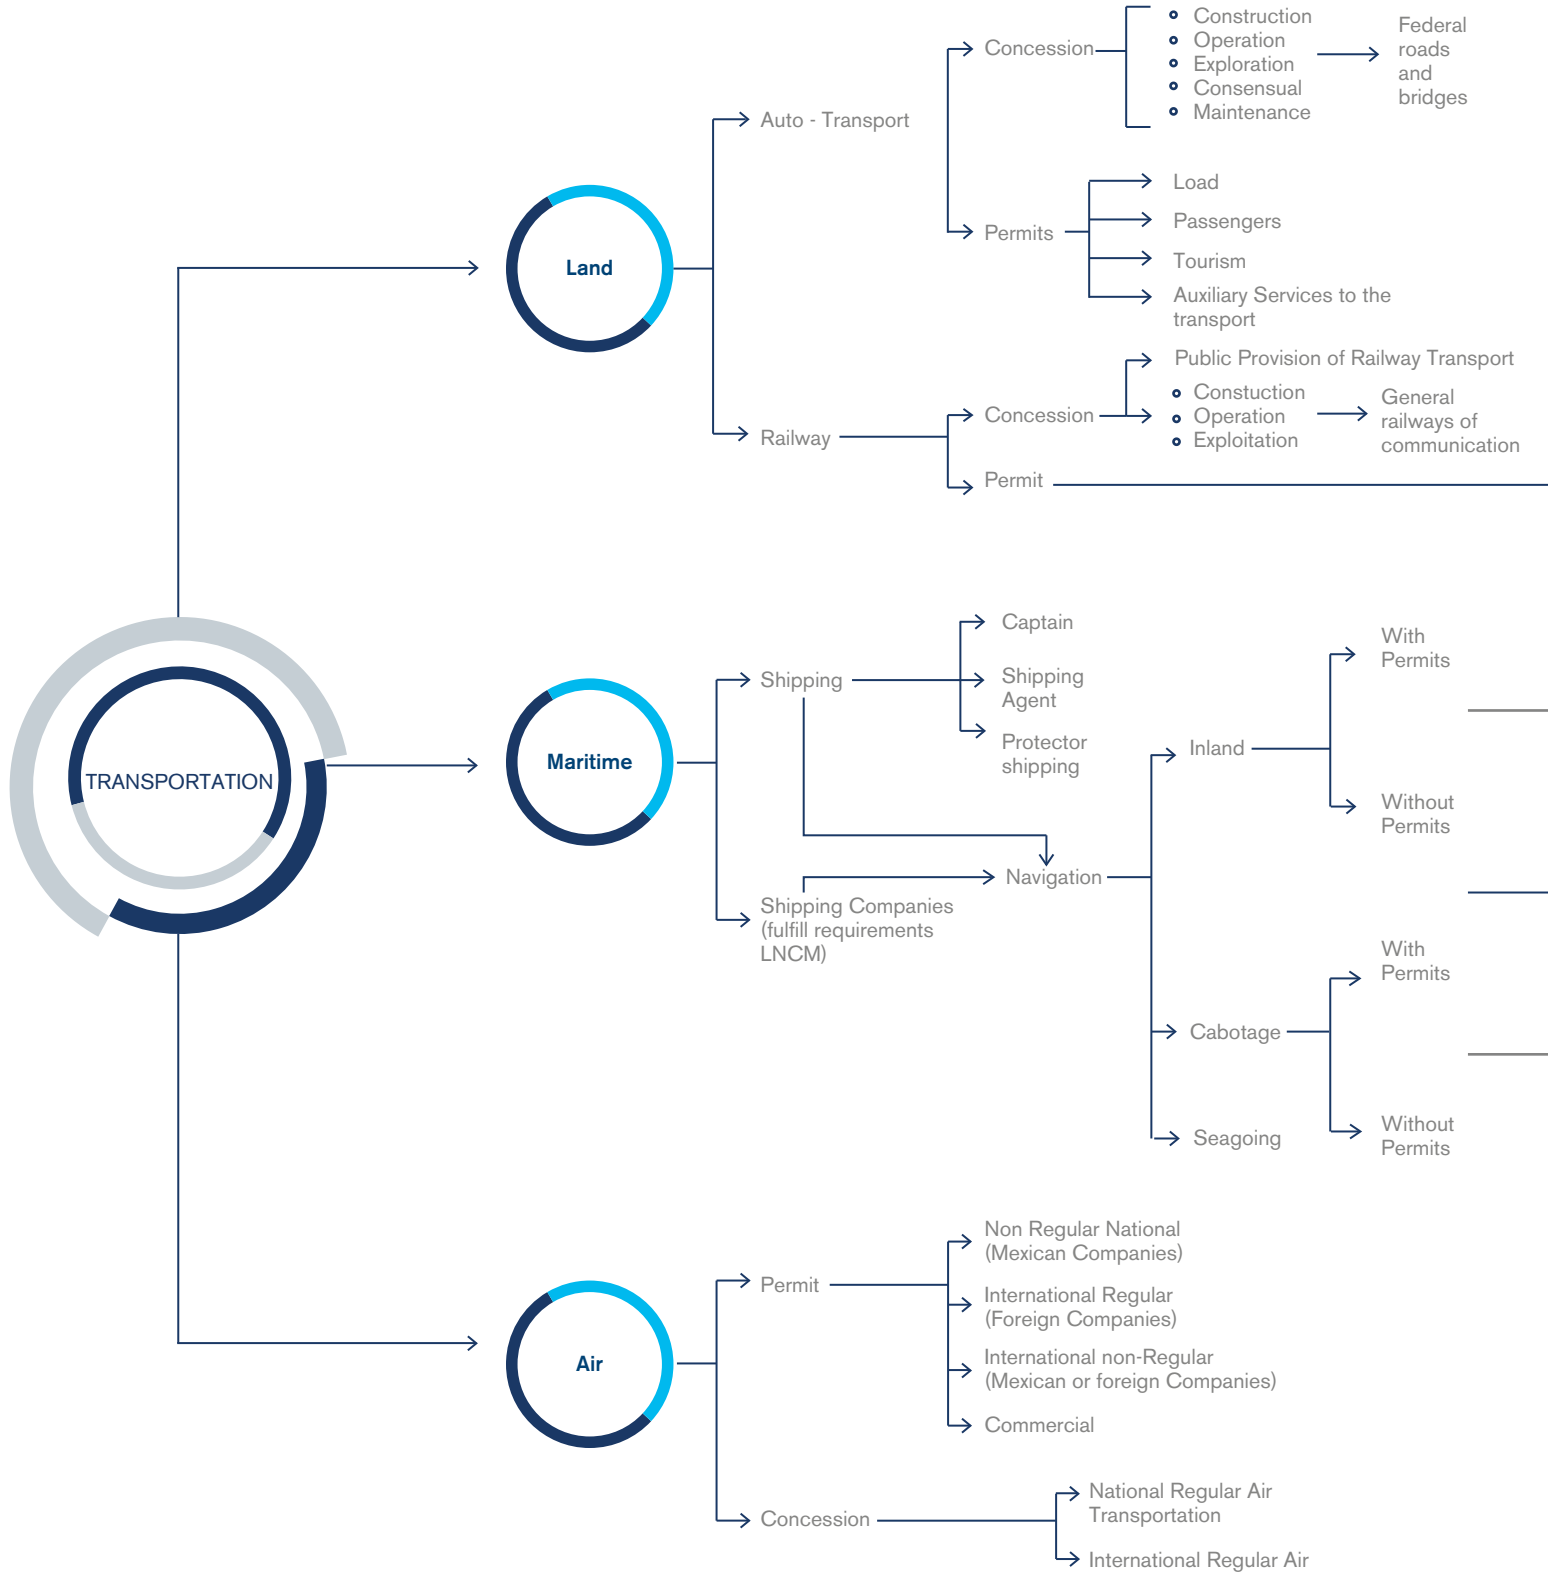 TRANSPORTATION
Land
Auto - Transport
Concession
Construction
Operation
Exploration
Consensual
Maintenance
Federal
roads
and
bridges
Permits
Load
Passengers
Tourism
Auxiliary Services to the
transport
Railway
Concession
Public Provision of Railway Transport
Constuction
Operation
Exploitation
General
railways of
communication
Permit
Maritime
Shipping
Captain
Shipping
Agent
Protector
shipping
Shipping Companies
(fulfill requirements
LNCM)
Navigation
Inland
With
Permits
Without
Permits
Cabotage
With
Permits
Without
Permits
Seagoing
Air
Permit
Non Regular National
(Mexican Companies)
International Regular
(Foreign Companies)
International non-Regular
(Mexican or foreign Companies)
Commercial
Concession
National Regular Air
Transportation
International Regular Air